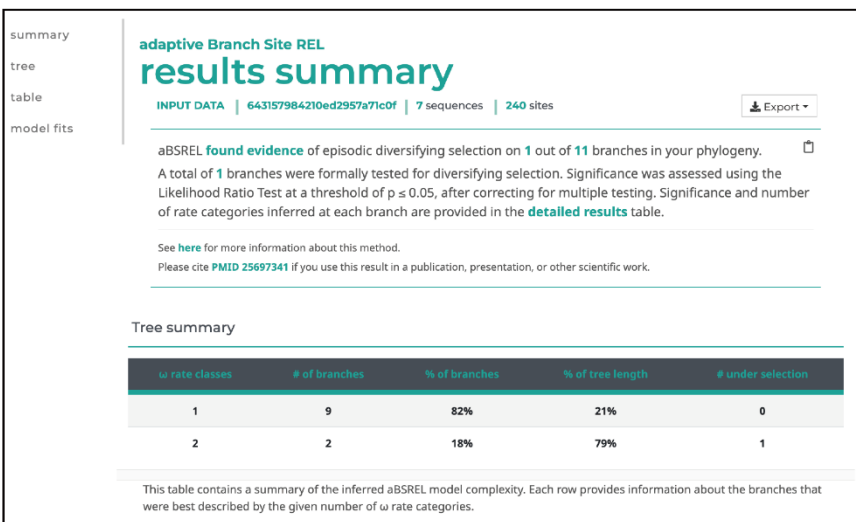 summary
tree
table
model fits
adaptive Branch Site REL
results summary
INPUT DATA | 643157984210ed2957a71c0f | 7 sequences | 240 sites
Export
aBSREL found evidence of episodic diversifying selection on 1 out of 11 branches in your phylogeny.
A total of 1 branches were formally tested for diversifying selection. Significance was assessed using the
Likelihood Ratio Test at a threshold of p ≤ 0.05, after correcting for multiple testing. Significance and number
of rate categories inferred at each branch are provided in the detailed results table.
See here for more information about this method.
Please cite PMID 25697341 if you use this result in a publication, presentation, or other scientific work.
Tree summary
ω rate classes # of branches % of branches % of tree length # under selection
1 9 82% 21% 0
2 2 18% 79% 1
This table contains a summary of the inferred aBSREL model complexity. Each row provides information about the branches that
were best described by the given number of ω rate categories.